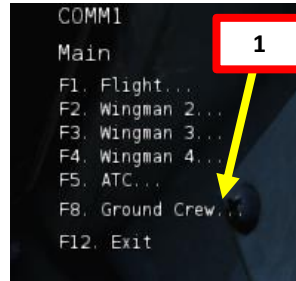 COMM1
1
Main
F1. Flight...
F2. Wingman 2...
F3. Wingman 3...
F4. Wingman 4...
F5. ATC...
F8. Ground Crew...
F12. Exit